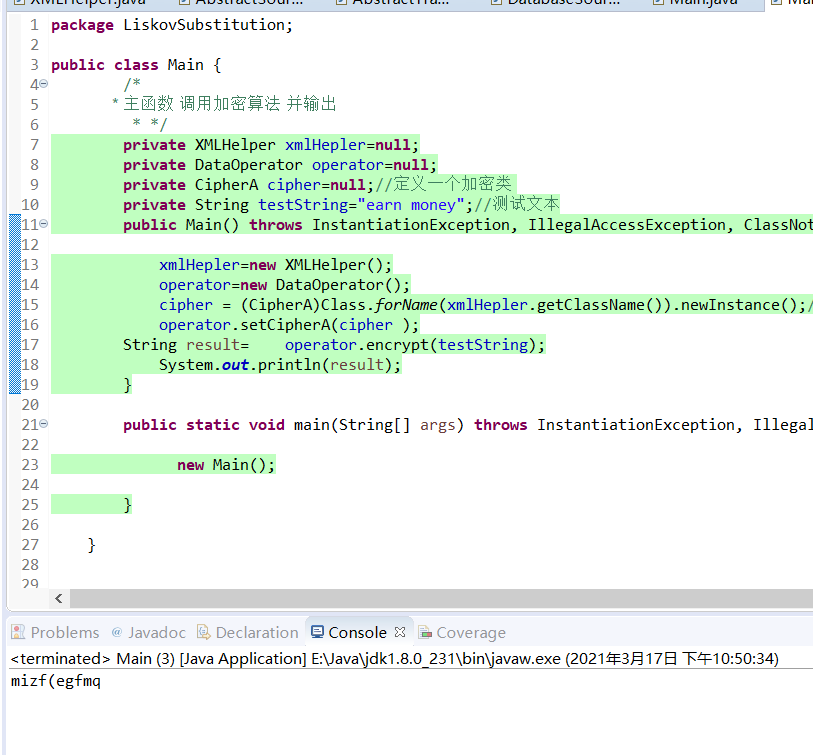 XMLHelper.java AbstractSour... AbstractTra... DatabaseSour... Main.java
1 package LiskovSubstitution;
2
3 public class Main {
4 /*
5 * 主函数 调用加密算法 并输出
6 * */
7 private XMLHelper xmlHepler=null;
8 private DataOperator operator=null;
9 private CipherA cipher=null;//定义一个加密类
10 private String testString="earn money";//测试文本
11 public Main() throws InstantiationException, IllegalAccessException, ClassNot
12
13 xmlHepler=new XMLHelper();
14 operator=new DataOperator();
15 cipher = (CipherA)Class.forName(xmlHepler.getClassName()).newInstance();/
16 operator.setCipherA(cipher );
17 String result= operator.encrypt(testString);
18 System.out.println(result);
19 }
20
21 public static void main(String[] args) throws InstantiationException, Illegal
22
23 new Main();
24
25 }
26
27 }
28
29
Problems @ Javadoc Declaration Console Coverage
<terminated> Main (3) [Java Application] E:\Java\jdk1.8.0_231\bin\javaw.exe (2021年3月17日 下午10:50:34)
mizf(egfmq